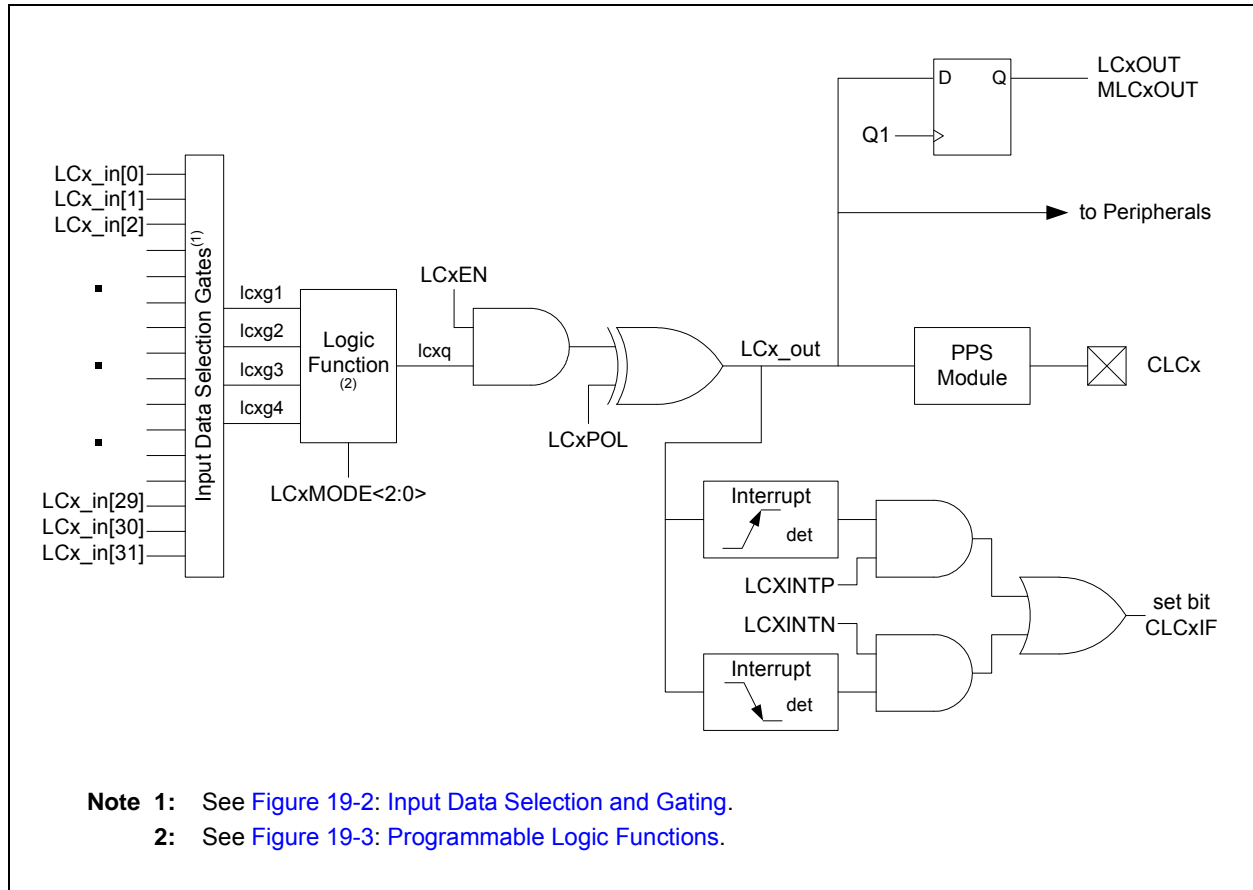 LCxOUT
MLCxOUT
D
Q
Q1
to Peripherals
LCx_in[0]
LCx_in[1]
LCx_in[2]
LCx_in[29]
LCx_in[30]
LCx_in[31]
Input Data Selection Gates(1)
lcxg1
lcxg2
lcxg3
lcxg4
Logic
Function
(2)
LCxMODE<2:0>
lcxq
LCxEN
LCxPOL
LCx_out
PPS
Module
CLCx
Interrupt
det
LCXINTP
LCXINTN
Interrupt
det
set bit
CLCxIF
Note 1: See Figure 19-2: Input Data Selection and Gating.
2: See Figure 19-3: Programmable Logic Functions.